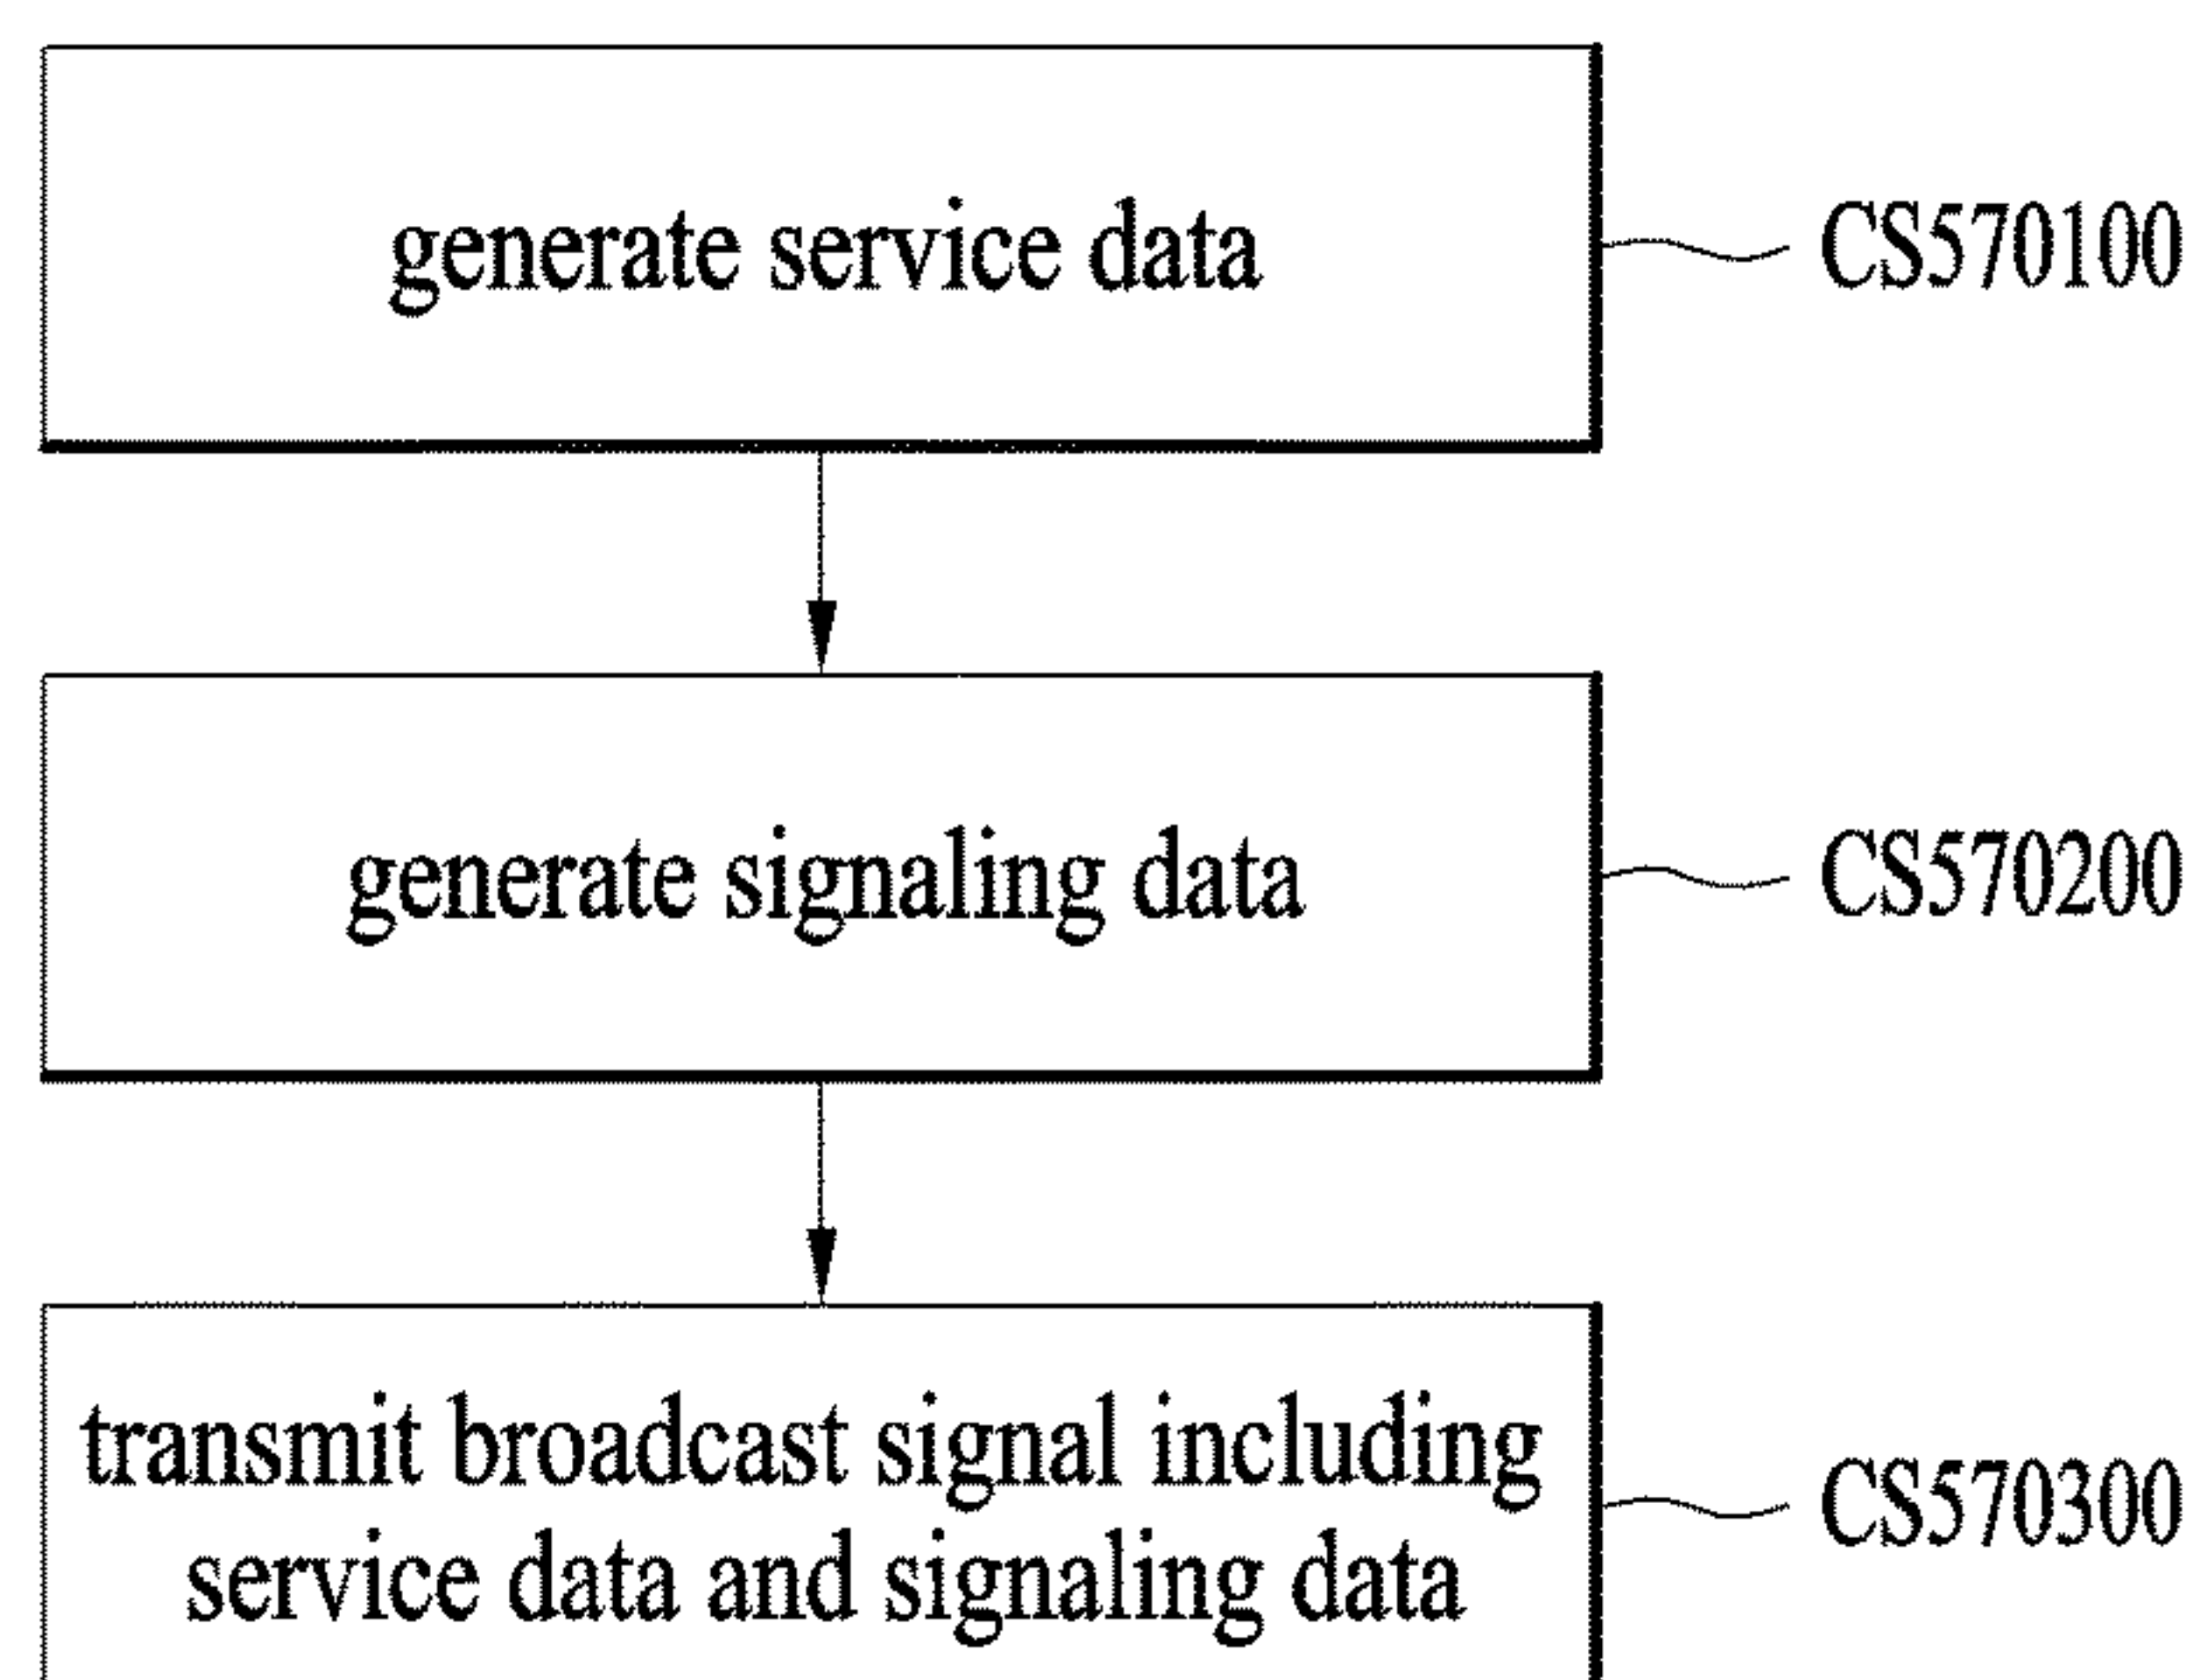 generate service data
CS570100
generate signaling data
CS570200
transmit broadcast signal including
service data and signaling data
CS570300